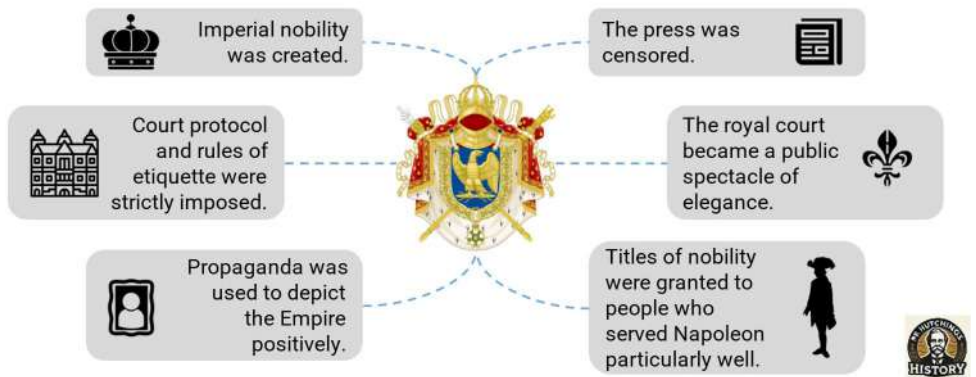 Imperial nobility
was created.
The press was
censored.
Court protocol
and rules of
etiquette were
strictly imposed.
The royal court
became a public
spectacle of
elegance.
Propaganda was
used to depict
the Empire
positively.
Titles of nobility
were granted to
people who
served Napoleon
particularly well.
MR HUTCHINGS
HISTORY